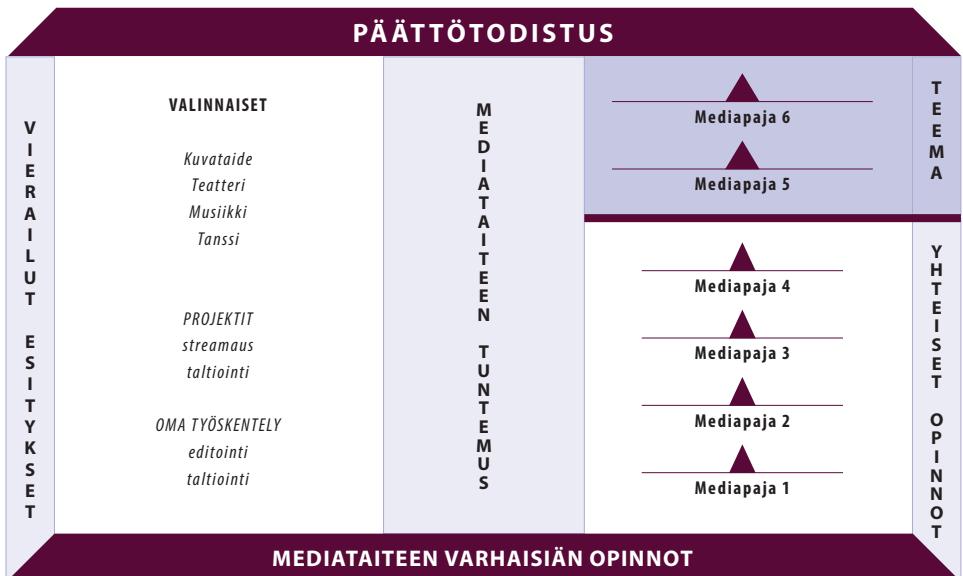 PÄÄTTÖTODISTUS
VIERAILUT ESITYKSET
VALINNAISET
Kuvataide
Teatteri
Musiikki
Tanssi
PROJEKTIT
streamaus
taltiointi
OMA TYÖSKENTELY
editointi
taltiointi
MEDIATAITEEN TUNTEMUS
Mediapaja 6
Mediapaja 5
Mediapaja 4
Mediapaja 3
Mediapaja 2
Mediapaja 1
TEEMA
YHTEISET OPINNOT
MEDIATAITEEN VARHAISIÄN OPINNOT